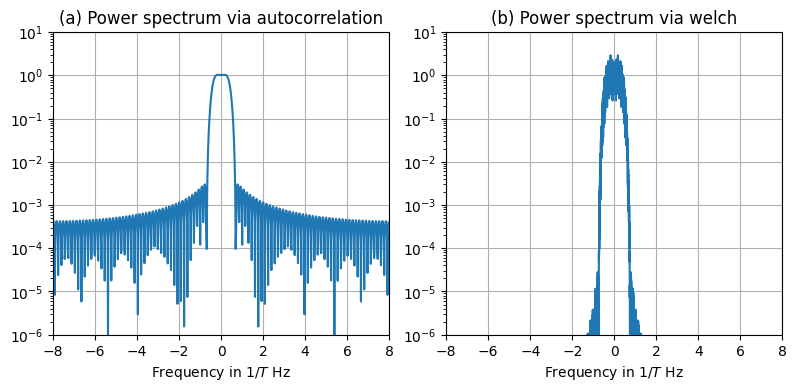 (a) Power spectrum via autocorrelation
10^1
10^0
10^-1
10^-2
10^-3
10^-4
10^-5
10^-6
-8 -6 -4 -2 0 2 4 6 8
Frequency in 1/T Hz
(b) Power spectrum via welch
10^1
10^0
10^-1
10^-2
10^-3
10^-4
10^-5
10^-6
-8 -6 -4 -2 0 2 4 6 8
Frequency in 1/T Hz